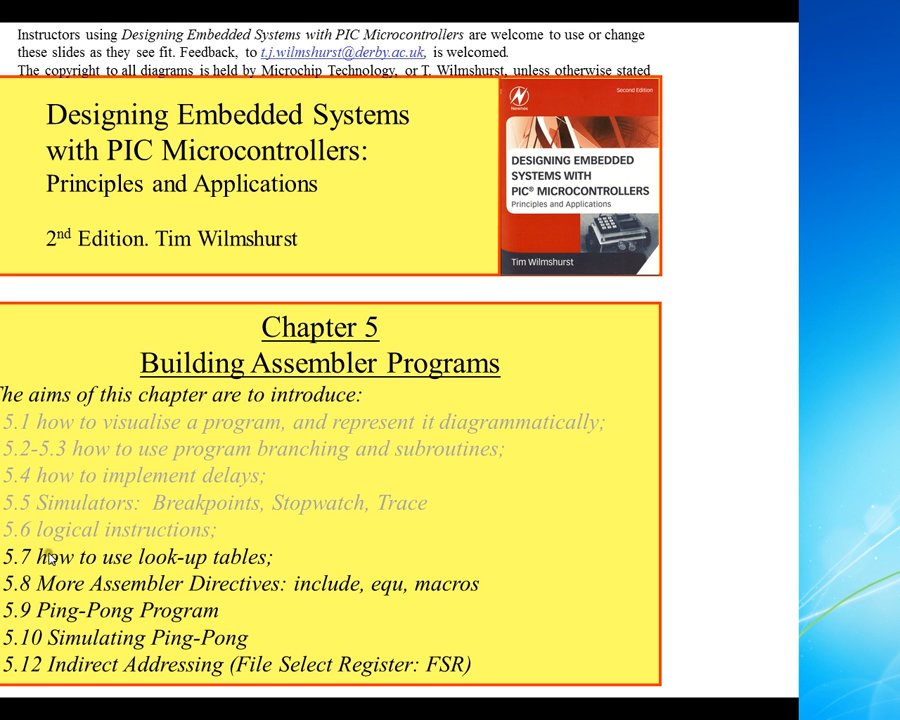 Instructors using Designing Embedded Systems with PIC Microcontrollers are welcome to use or change
these slides as they see fit. Feedback, to t.j.wilmshurst@derby.ac.uk, is welcomed.
The copyright to all diagrams is held by Microchip Technology, or T. Wilmshurst, unless otherwise stated
Designing Embedded Systems
with PIC Microcontrollers:
Principles and Applications
2nd Edition. Tim Wilmshurst
Newnes
Second Edition
DESIGNING EMBEDDED
SYSTEMS WITH
PIC® MICROCONTROLLERS
Principles and Applications
Tim Wilmshurst
Chapter 5
Building Assembler Programs
The aims of this chapter are to introduce:
5.1 how to visualise a program, and represent it diagrammatically;
5.2-5.3 how to use program branching and subroutines;
5.4 how to implement delays;
5.5 Simulators: Breakpoints, Stopwatch, Trace
5.6 logical instructions;
5.7 how to use look-up tables;
5.8 More Assembler Directives: include, equ, macros
5.9 Ping-Pong Program
5.10 Simulating Ping-Pong
5.12 Indirect Addressing (File Select Register: FSR)